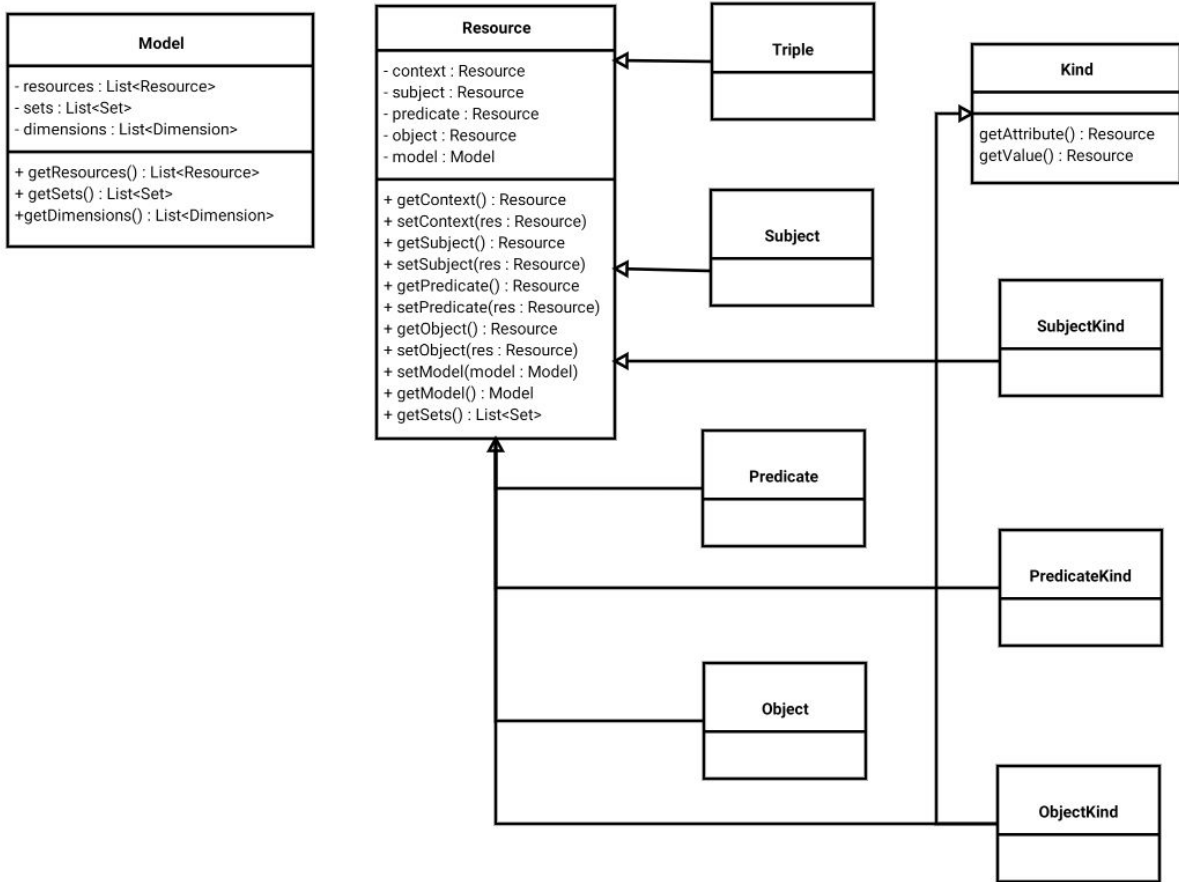 Model
- resources : List<Resource>
- sets : List<Set>
- dimensions : List<Dimension>
+ getResources() : List<Resource>
+ getSets() : List<Set>
+getDimensions() : List<Dimension>
Resource
- context : Resource
- subject : Resource
- predicate : Resource
- object : Resource
- model : Model
+ getContext() : Resource
+ setContext(res : Resource)
+ getSubject() : Resource
+ setSubject(res : Resource)
+ getPredicate() : Resource
+ setPredicate(res : Resource)
+ getObject() : Resource
+ setObject(res : Resource)
+ setModel(model : Model)
+ getModel() : Model
+ getSets() : List<Set>
Triple
Kind
getAttribute() : Resource
getValue() : Resource
Subject
SubjectKind
Predicate
PredicateKind
Object
ObjectKind